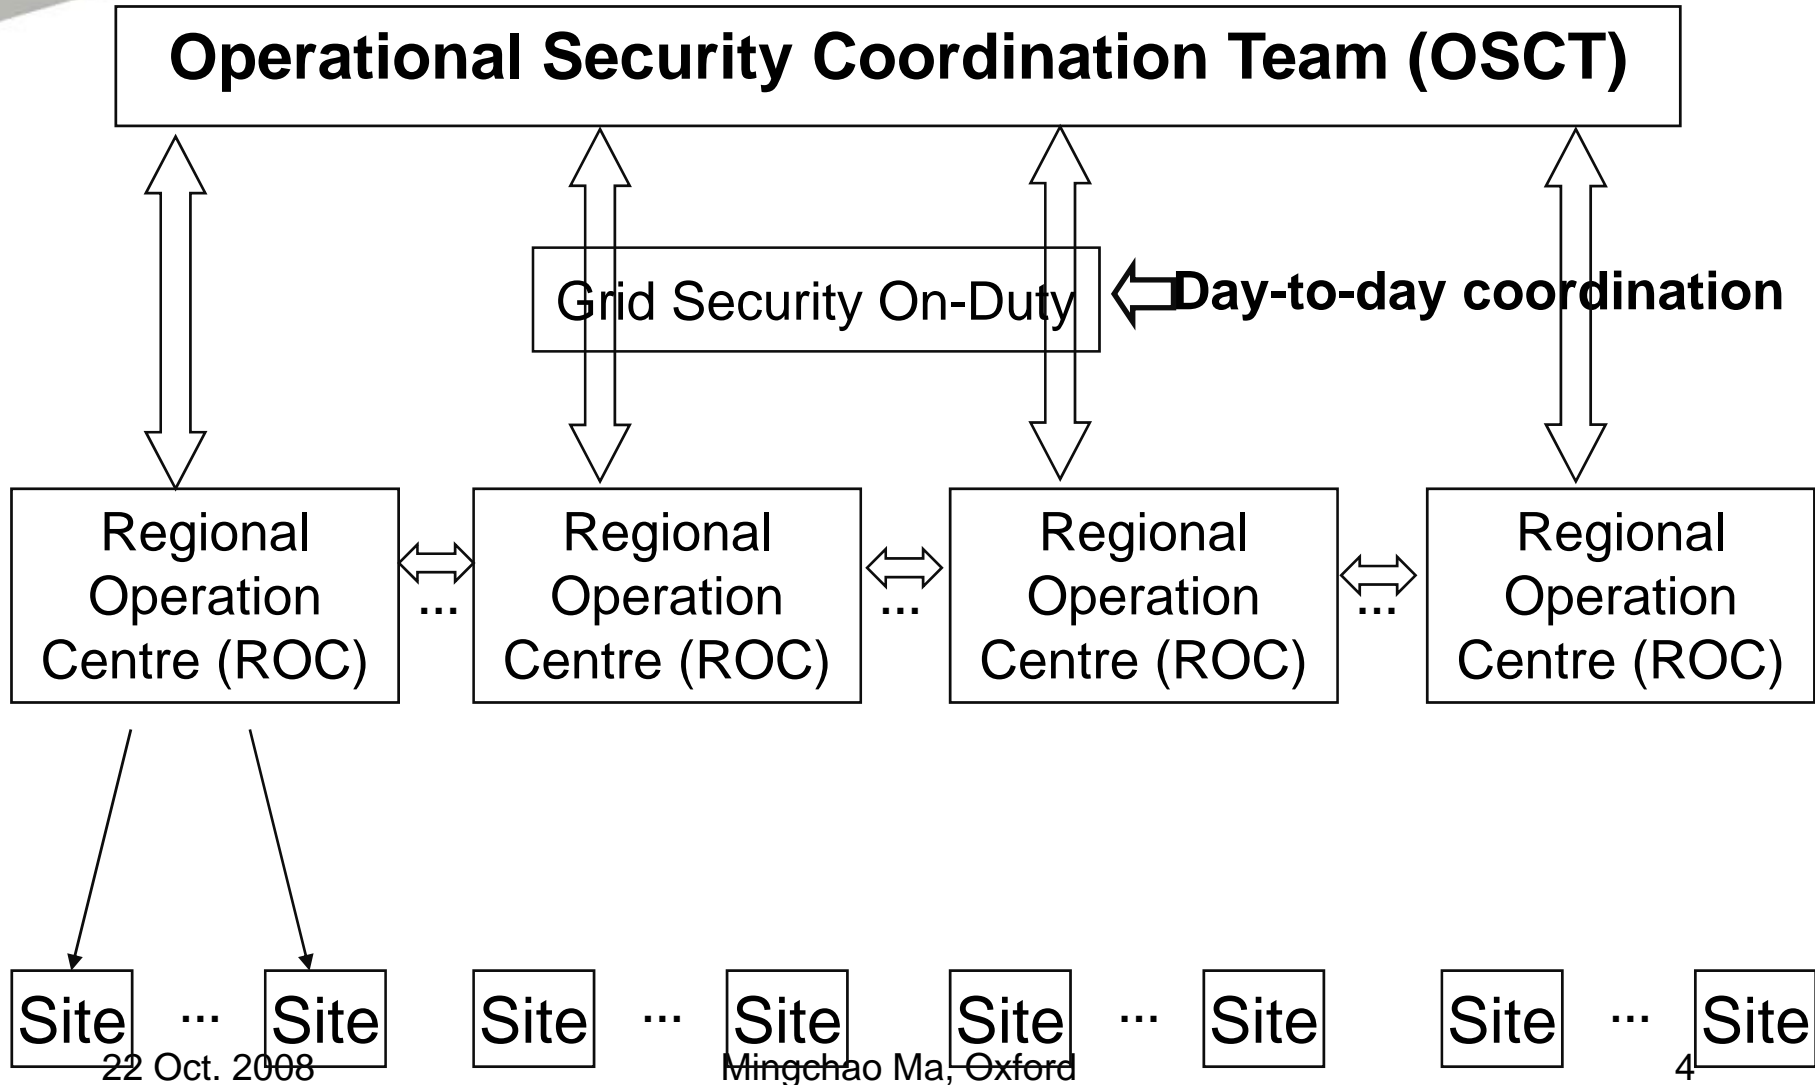 Operational Security Coordination Team (OSCT)
Grid Security On-Duty
Day-to-day coordination
Regional
Operation
Centre (ROC)
...
Regional
Operation
Centre (ROC)
...
Regional
Operation
Centre (ROC)
...
Regional
Operation
Centre (ROC)
Site ... Site Site ... Site Site ... Site Site ... Site
22 Oct. 2008 Mingchao Ma, Oxford 4